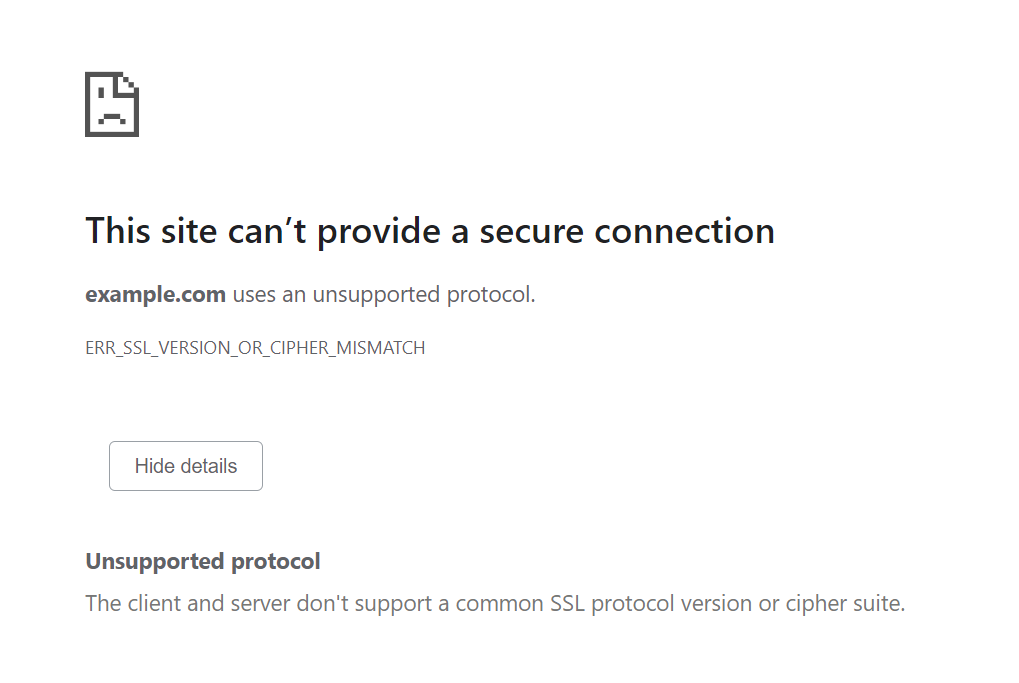 This site can’t provide a secure connection
example.com uses an unsupported protocol.
ERR_SSL_VERSION_OR_CIPHER_MISMATCH
Hide details
Unsupported protocol
The client and server don't support a common SSL protocol version or cipher suite.